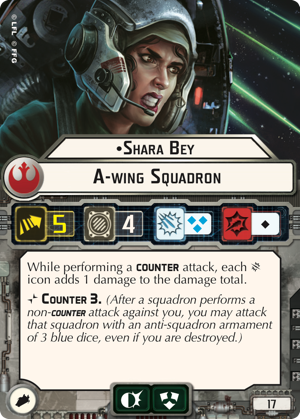 © LFL © FFG
•Shara Bey
A-wing Squadron
5 4
While performing a COUNTER attack, each
icon adds 1 damage to the damage total.
COUNTER 3. (After a squadron performs a
non-COUNTER attack against you, you may attack
that squadron with an anti-squadron armament
of 3 blue dice, even if you are destroyed.)
17